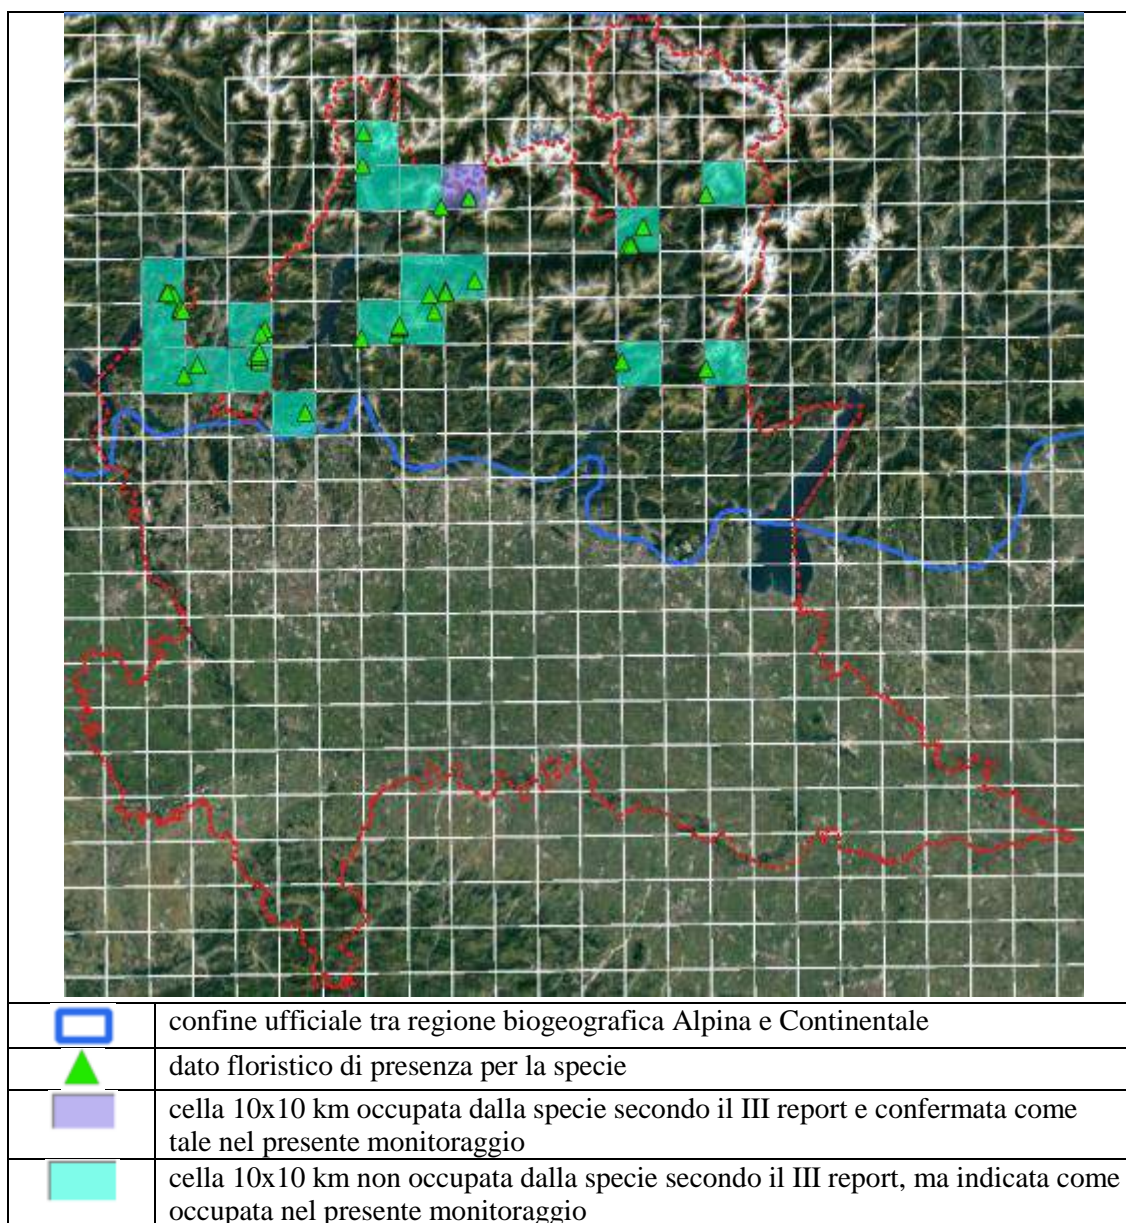 confine ufficiale tra regione biogeografica Alpina e Continentale
dato floristico di presenza per la specie
cella 10x10 km occupata dalla specie secondo il III report e confermata come
tale nel presente monitoraggio
cella 10x10 km non occupata dalla specie secondo il III report, ma indicata come
occupata nel presente monitoraggio